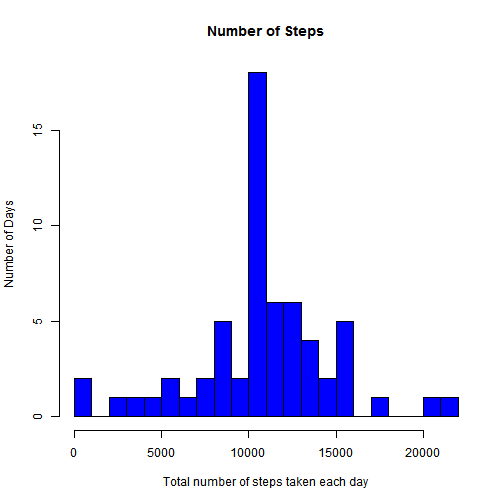 Number of Steps
Number of Days
15
10
5
0
0 5000 10000 15000 20000
Total number of steps taken each day